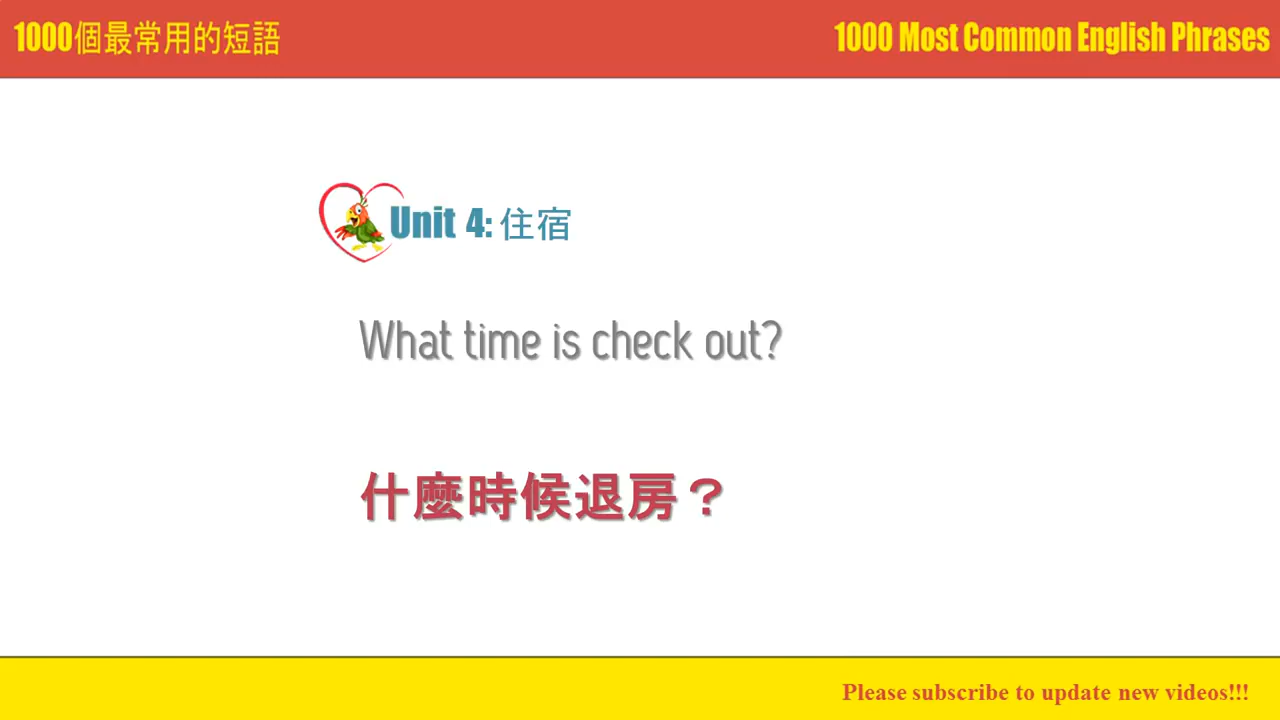 1000個最常用的短語
1000 Most Common English Phrases
Unit 4: 住宿
What time is check out?
什麼時候退房？
Please subscribe to update new videos!!!